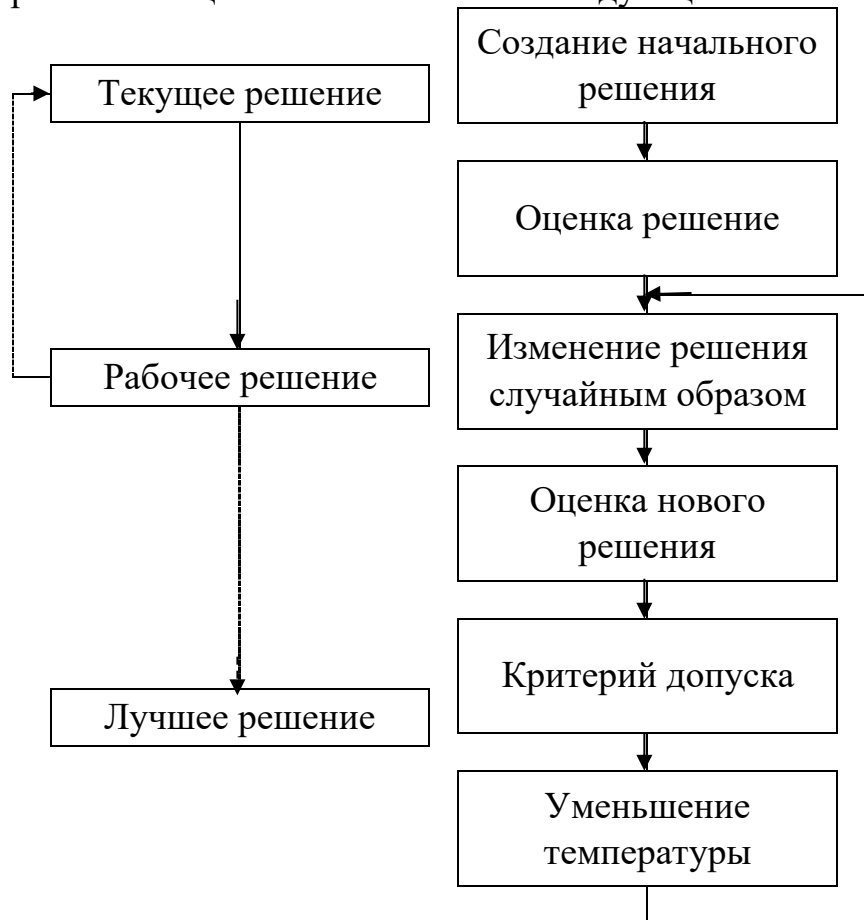 Создание начального
решения
Текущее решение
Оценка решение
Изменение решения
случайным образом
Рабочее решение
Оценка нового
решения
Критерий допуска
Лучшее решение
Уменьшение
температуры